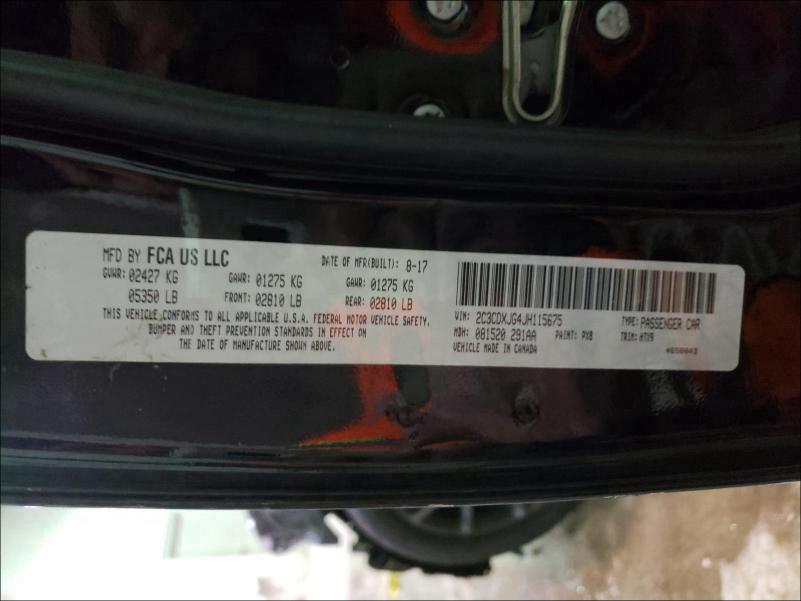 MFD BY FCA US LLC DATE OF MFR(BUILT): 8-17
GVWR: 02427 KG GAWR: 01275 KG GAWR: 01275 KG
05350 LB FRONT: 02810 LB REAR: 02810 LB
THIS VEHICLE CONFORMS TO ALL APPLICABLE U.S.A. FEDERAL MOTOR VEHICLE SAFETY,
BUMPER AND THEFT PREVENTION STANDARDS IN EFFECT ON
THE DATE OF MANUFACTURE SHOWN ABOVE.
VIN: 2C3CDXJG4JH115675 TYPE: PASSENGER CAR
MDH: 081520 291AA PAINT: PX8 TRIM: HTX9
VEHICLE MADE IN CANADA